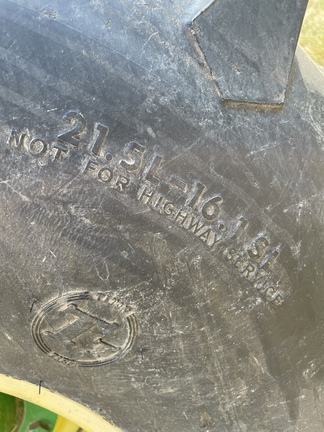 21.5L-16.1SL
NOT FOR HIGHWAY SERVICE